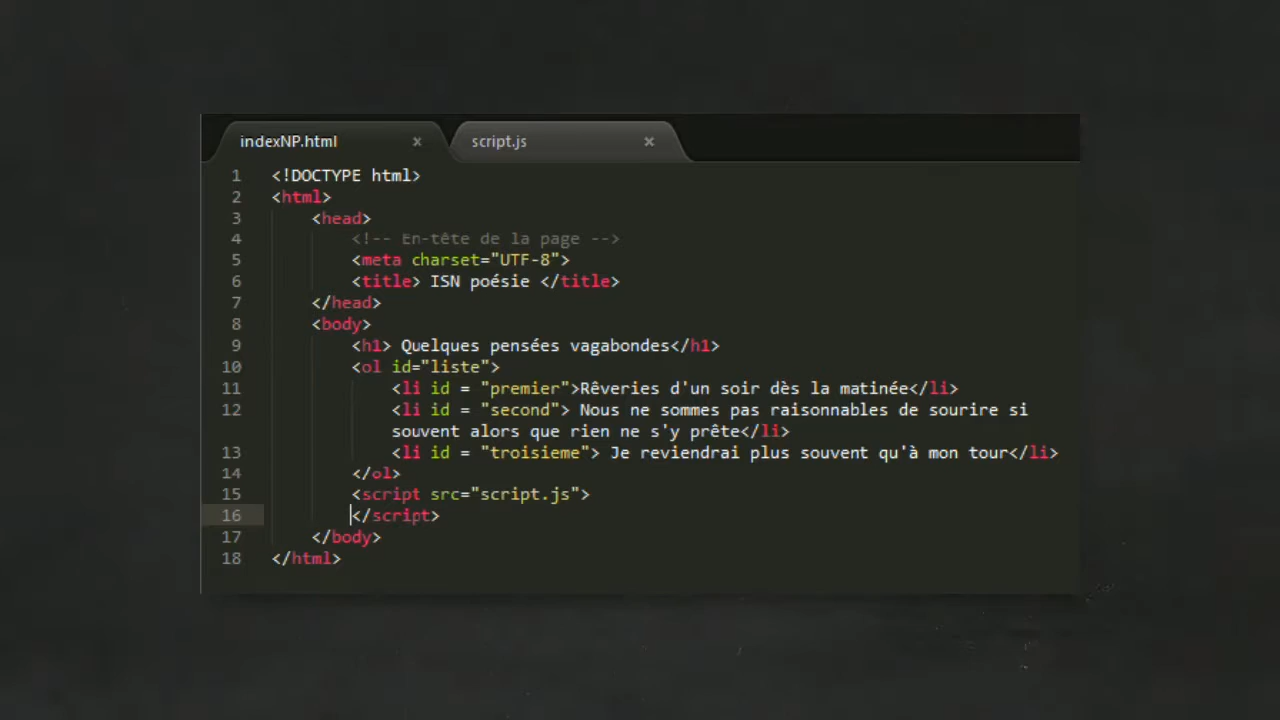 indexNP.html x script.js x
1 <!DOCTYPE html>
2 <html>
3 <head>
4 <!-- En-tête de la page -->
5 <meta charset="UTF-8">
6 <title> ISN poésie </title>
7 </head>
8 <body>
9 <h1> Quelques pensées vagabondes</h1>
10 <ol id="liste">
11 <li id = "premier">Rêveries d'un soir dès la matinée</li>
12 <li id = "second"> Nous ne sommes pas raisonnables de sourire si
souvent alors que rien ne s'y prête</li>
13 <li id = "troisieme"> Je reviendrai plus souvent qu'à mon tour</li>
14 </ol>
15 <script src="script.js">
16 </script>
17 </body>
18 </html>